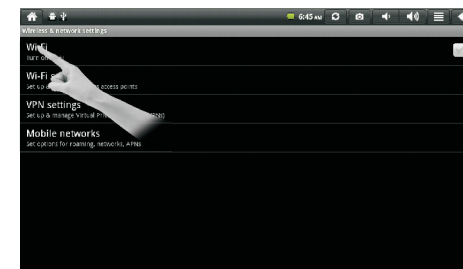 6:45 AM
Wireless & network settings
Wi-Fi
Turn on
Wi-Fi
Set up & access points
VPN settings
Set up & manage Virtual
Mobile networks
Set options for roaming, networks, APNs